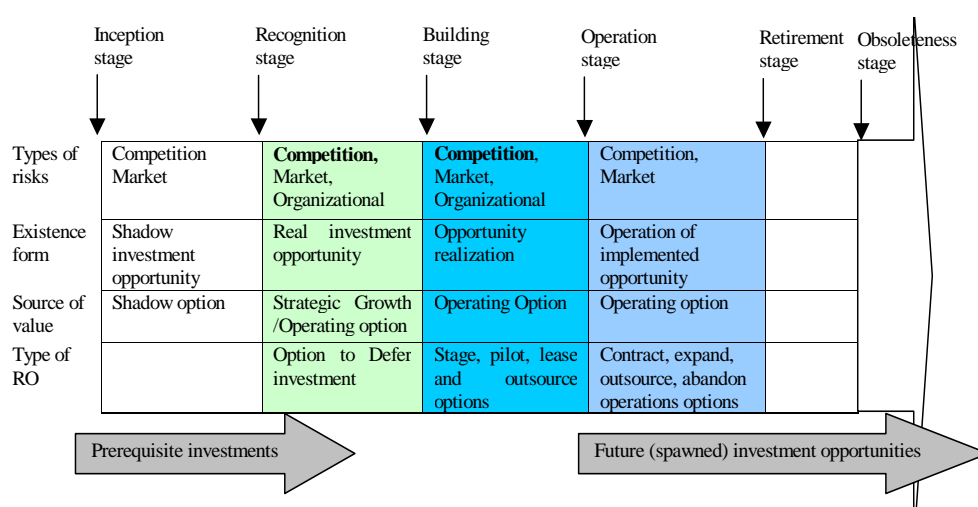 Inception
stage
Recognition
stage
Building
stage
Operation
stage
Retirement
stage
Obsoleteness
stage
Types of
risks
Competition
Market
Competition,
Market,
Organizational
Competition,
Market,
Organizational
Competition,
Market
Existence
form
Shadow
investment
opportunity
Real investment
opportunity
Opportunity
realization
Operation of
implemented
opportunity
Source of
value
Shadow option
Strategic Growth
/Operating option
Operating Option
Operating option
Type of
RO
Option to Defer
investment
Stage, pilot, lease
and outsource
options
Contract, expand,
outsource, abandon
operations options
Prerequisite investments
Future (spawned) investment opportunities